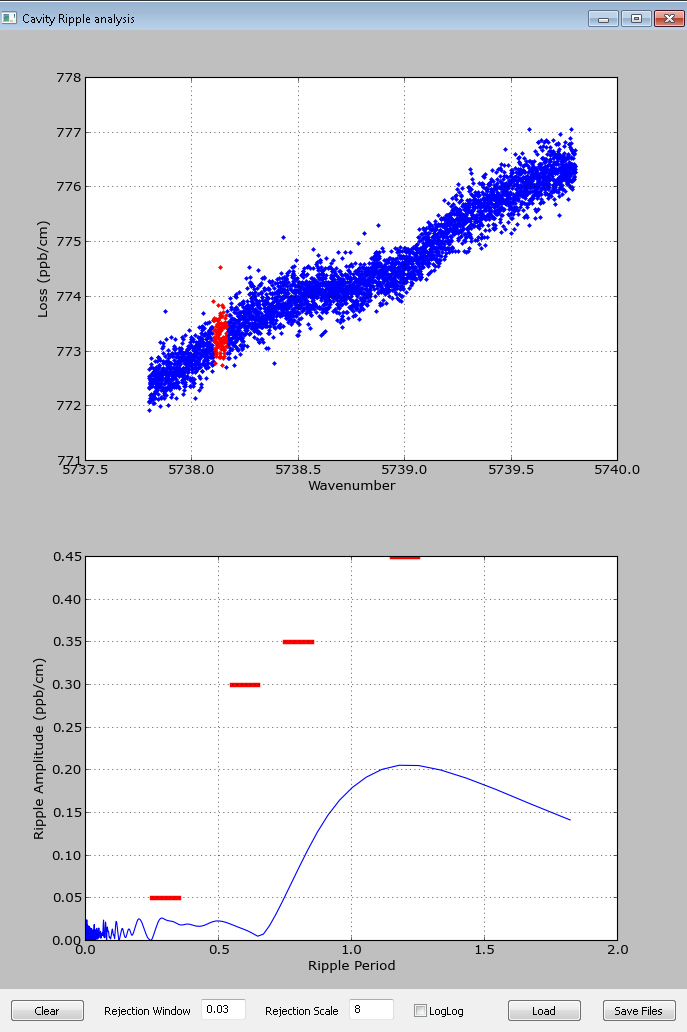 Cavity Ripple analysis
778
777
776
775
774
773
772
771
Loss (ppb/cm)
5737.5 5738.0 5738.5 5739.0 5739.5 5740.0
Wavenumber
0.45
0.40
0.35
0.30
0.25
0.20
0.15
0.10
0.05
0.00
Ripple Amplitude (ppb/cm)
0.0 0.5 1.0 1.5 2.0
Ripple Period
Clear Rejection Window 0.03 Rejection Scale 8 LogLog Load Save Files